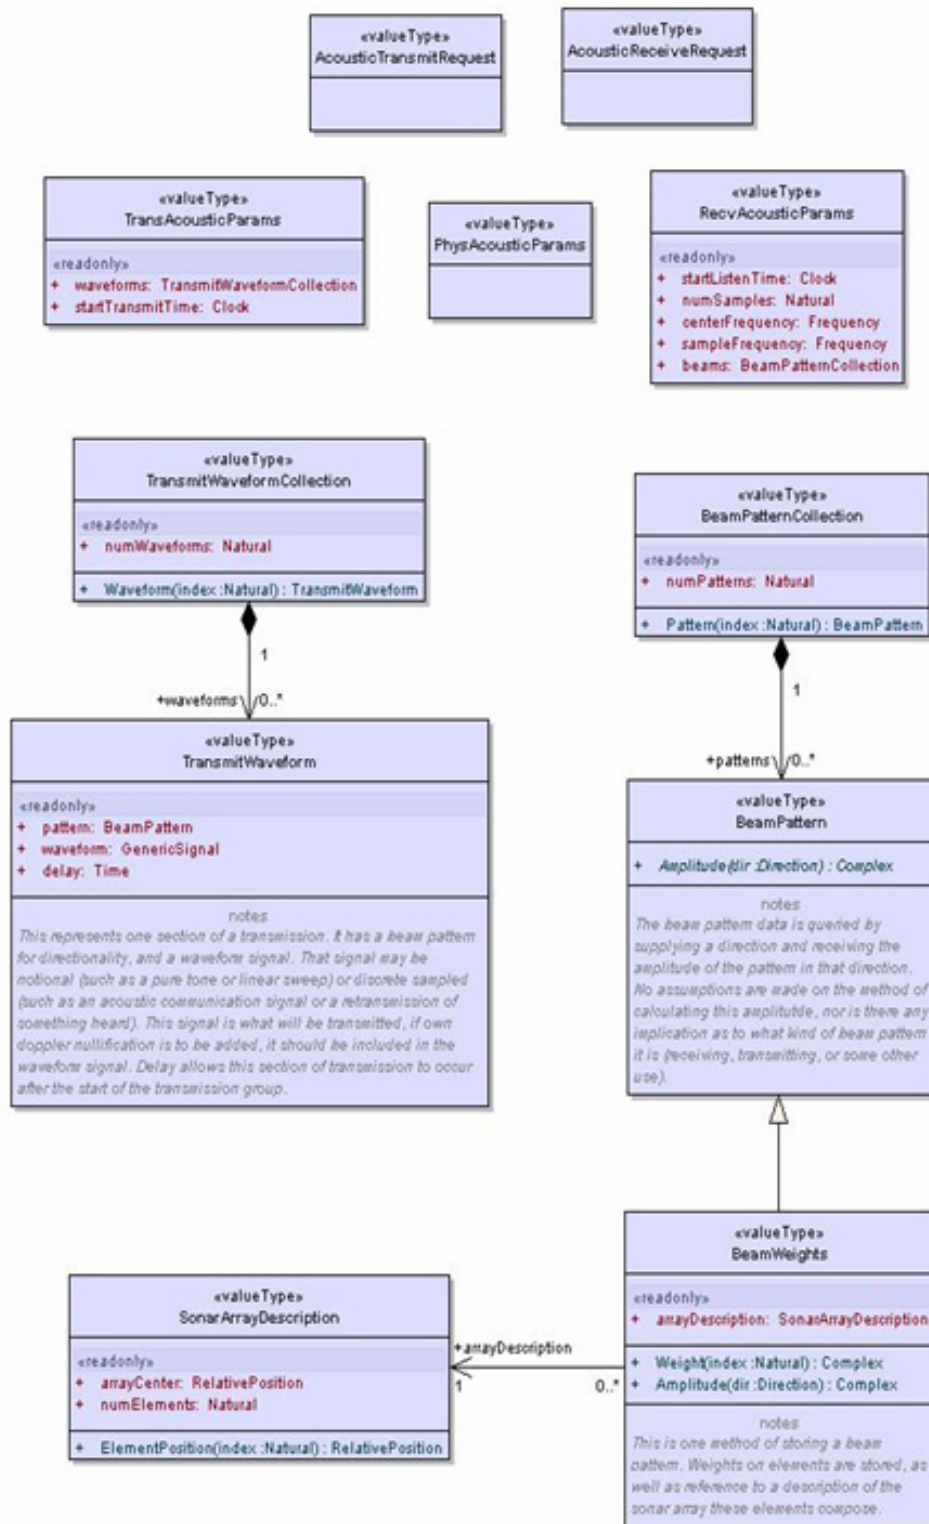 «valueType»
AcousticTransmitRequest
«valueType»
AcousticReceiveRequest
«valueType»
TransAcousticParams
«readonly»
+ waveforms: TransmitWaveformCollection
+ startTransmitTime: Clock
«valueType»
PhysAcousticParams
«valueType»
RecvAcousticParams
«readonly»
+ startListenTime: Clock
+ numSamples: Natural
+ centerFrequency: Frequency
+ sampleFrequency: Frequency
+ beams: BeamPatternCollection
«valueType»
TransmitWaveformCollection
«readonly»
+ numWaveforms: Natural
+ Waveform(index :Natural) : TransmitWaveform
1
+waveforms
0..*
«valueType»
BeamPatternCollection
«readonly»
+ numPatterns: Natural
+ Pattern(index :Natural) : BeamPattern
1
+patterns
0..*
«valueType»
TransmitWaveform
«readonly»
+ pattern: BeamPattern
+ waveform: GenericSignal
+ delay: Time
notes
This represents one section of a transmission. It has a beam pattern
for directionality, and a waveform signal. That signal may be
notional (such as a pure tone or linear sweep) or discrete sampled
(such as an acoustic communication signal or a retransmission of
something heard). This signal is what will be transmitted, if own
doppler nullification is to be added, it should be included in the
waveform signal. Delay allows this section of transmission to occur
after the start of the transmission group.
«valueType»
BeamPattern
+ Amplitude(dir :Direction) : Complex
notes
The beam pattern data is queried by
supplying a direction and receiving the
amplitude of the pattern in that direction.
No assumptions are made on the method of
calculating this amplitutde, nor is there any
implication as to what kind of beam pattern
it is (receiving, transmitting, or some other
use).
«valueType»
BeamWeights
«readonly»
+ arrayDescription: SonarArrayDescription
+ Weight(index :Natural) : Complex
+ Amplitude(dir :Direction) : Complex
notes
This is one method of storing a beam
pattern. Weights on elements are stored, as
well as reference to a description of the
sonar array these elements compose.
+arrayDescription
1
0..*
«valueType»
SonarArrayDescription
«readonly»
+ arrayCenter: RelativePosition
+ numElements: Natural
+ ElementPosition(index :Natural) : RelativePosition